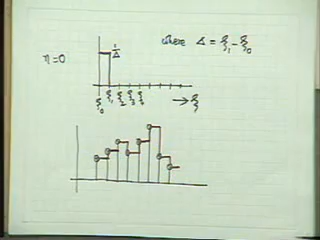 where Δ = ξ₁ - ξ₀
1/Δ
η=0
ξ₀ ξ₁ ξ₂ ξ₃ ξ₄ → ξ